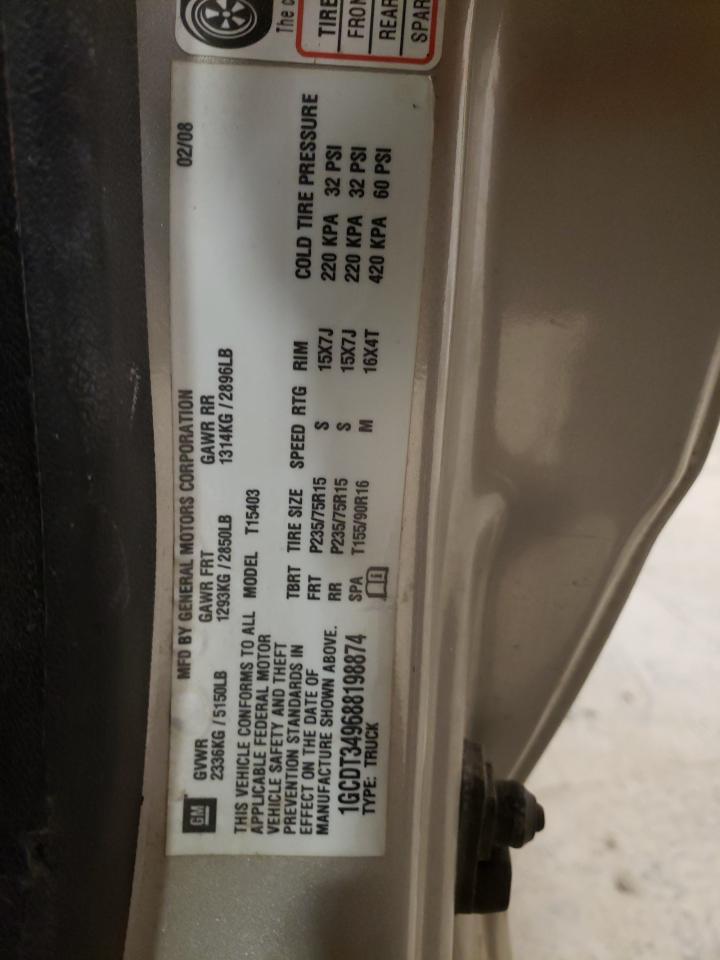 The
TIRE
FRON
REAR
SPAR
MFD BY GENERAL MOTORS CORPORATION 02/08
GM
GVWR GAWR FRT GAWR RR
2336KG / 5150LB 1293KG / 2850LB 1314KG / 2896LB
THIS VEHICLE CONFORMS TO ALL
APPLICABLE FEDERAL MOTOR
VEHICLE SAFETY AND THEFT
PREVENTION STANDARDS IN
EFFECT ON THE DATE OF
MANUFACTURE SHOWN ABOVE.
1GCDT349688198874
TYPE: TRUCK
MODEL T15403
TBRT TIRE SIZE SPEED RTG RIM COLD TIRE PRESSURE
FRT P235/75R15 S 15X7J 220 KPA 32 PSI
RR P235/75R15 S 15X7J 220 KPA 32 PSI
SPA T155/90R16 M 16X4T 420 KPA 60 PSI